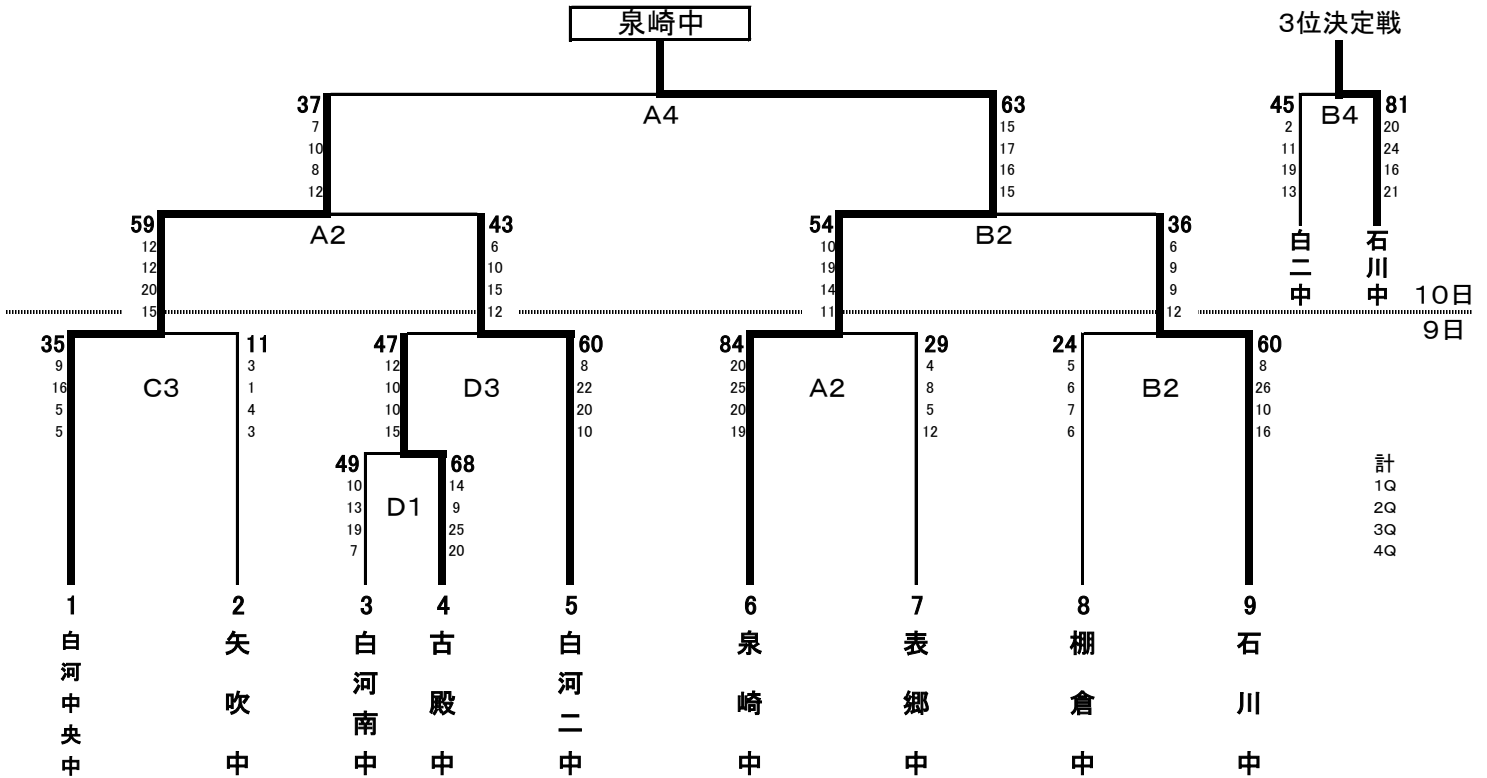 泉崎中
3位決定戦
37 A4 63
7 15
10 17
8 16
12 15
45 B4 81
2 20
11 24
19 16
13 21
白二中 石川中
59 A2 43
12 6
12 10
20 15
15 12
54 B2 36
10 6
19 9
14 9
11 12
10日
9日
35 C3 11
9 3
16 1
5 4
5 3
47 D3 60
12 8
10 22
10 20
15 10
84 A2 29
20 4
25 8
20 5
19 12
24 B2 60
5 8
6 26
7 10
6 16
49 D1 68
10 14
13 9
19 25
7 20
計
1Q
2Q
3Q
4Q
1 白河中央中
2 矢吹中
3 白河南中
4 古殿中
5 白河二中
6 泉崎中
7 表郷中
8 棚倉中
9 石川中